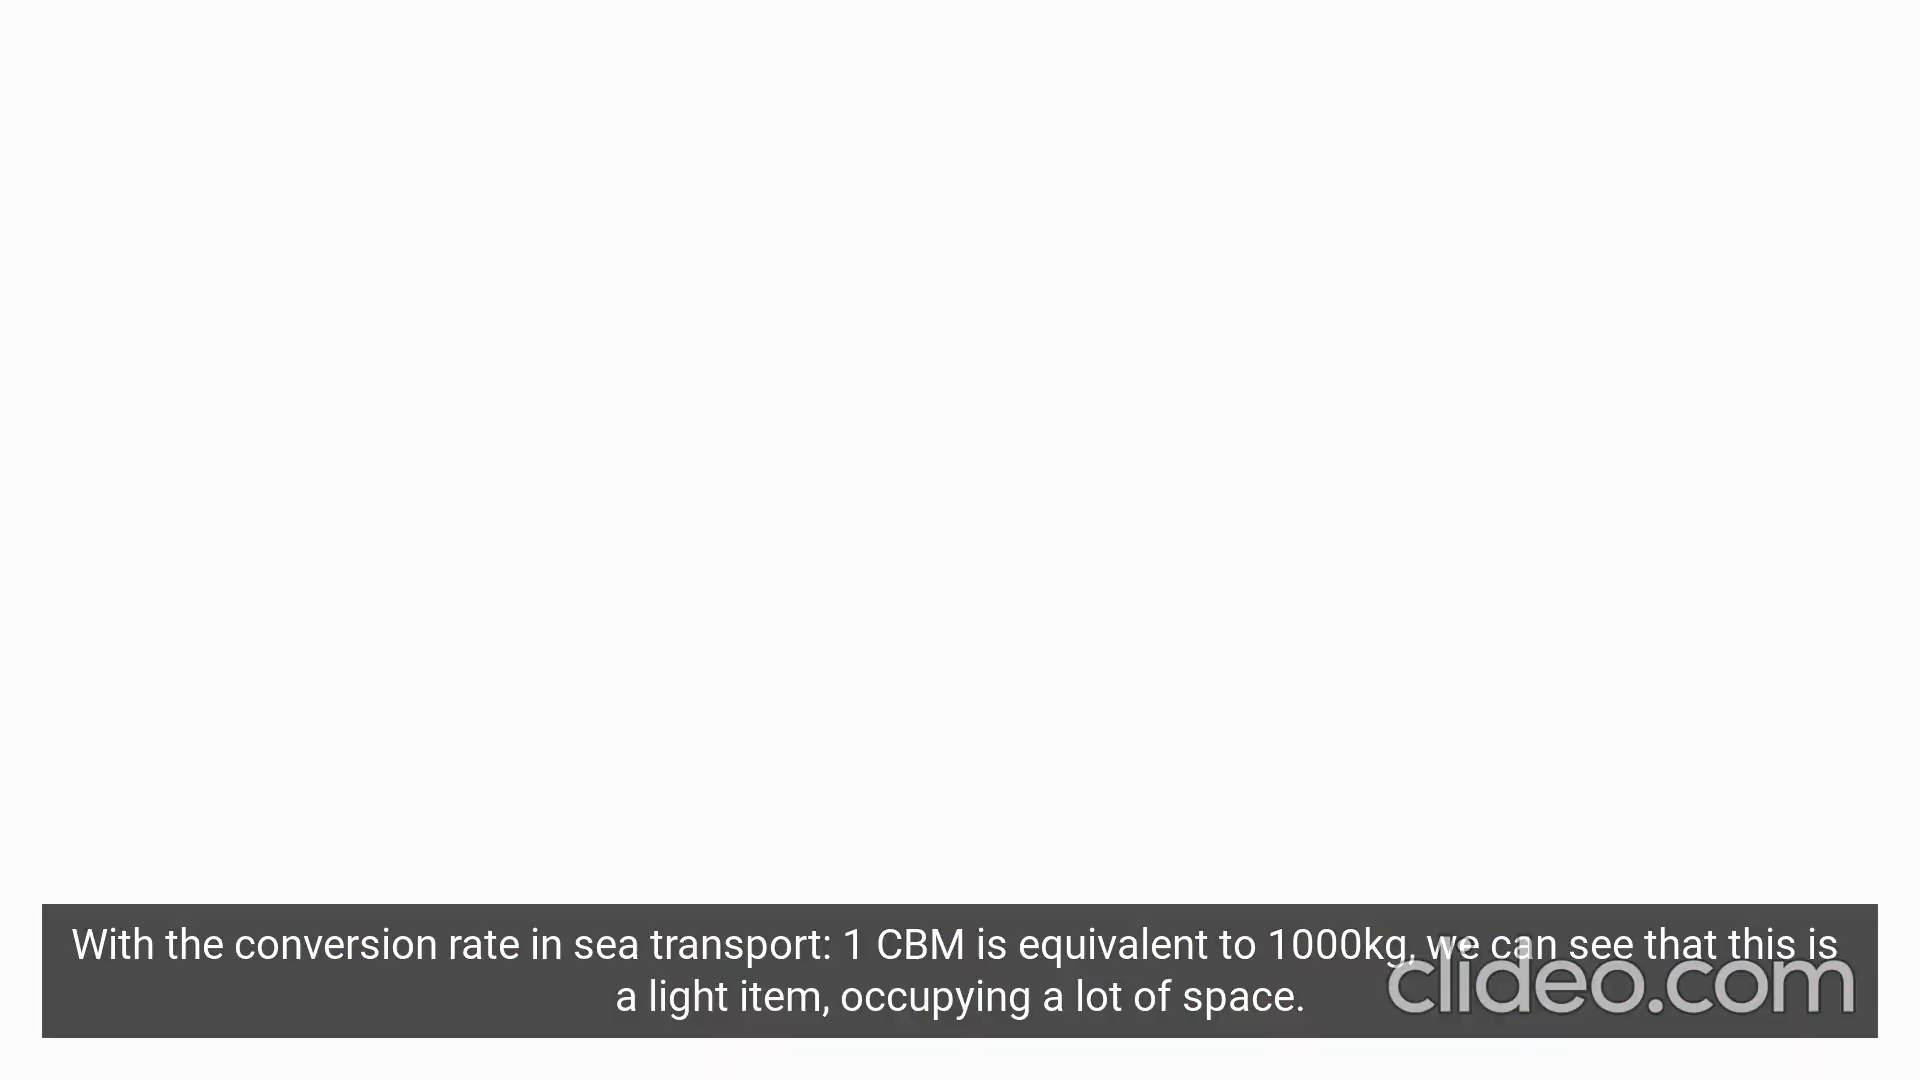 With the conversion rate in sea transport: 1 CBM is equivalent to 1000kg, we can see that this is
a light item, occupying a lot of space.
clideo.com